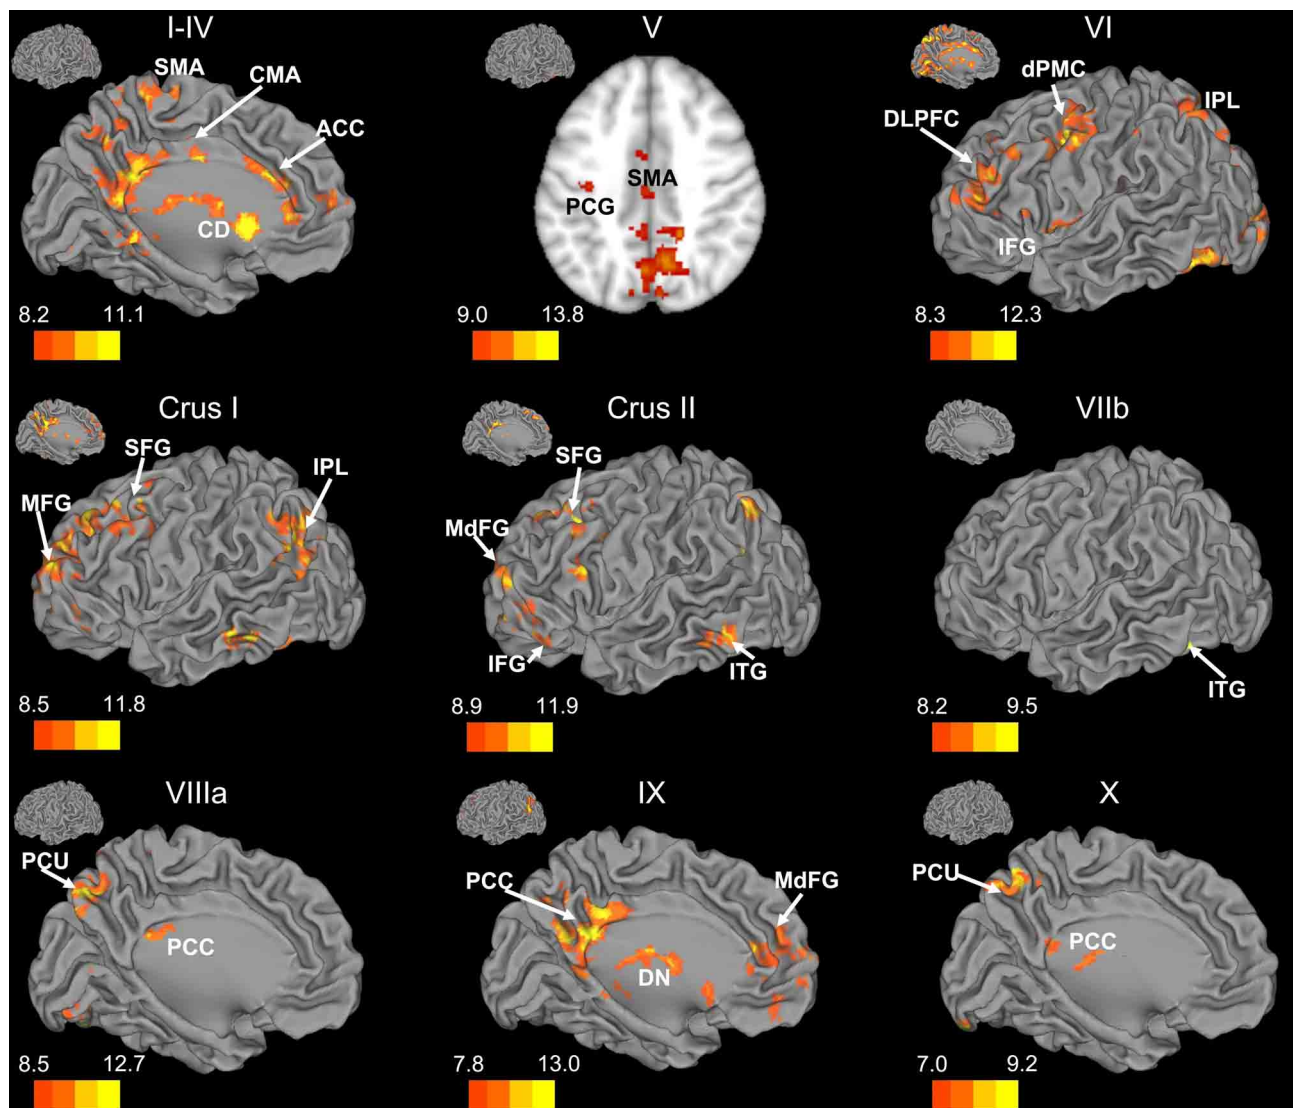 I-IV
SMA
CMA
ACC
CD
8.2 11.1
V
SMA
PCG
9.0 13.8
VI
dPMC
IPL
DLPFC
IFG
8.3 12.3
Crus I
SFG
IPL
MFG
8.5 11.8
Crus II
SFG
MdFG
IFG
ITG
8.9 11.9
VIIb
ITG
8.2 9.5
VIIIa
PCU
PCC
8.5 12.7
IX
PCC
MdFG
DN
7.8 13.0
X
PCU
PCC
7.0 9.2